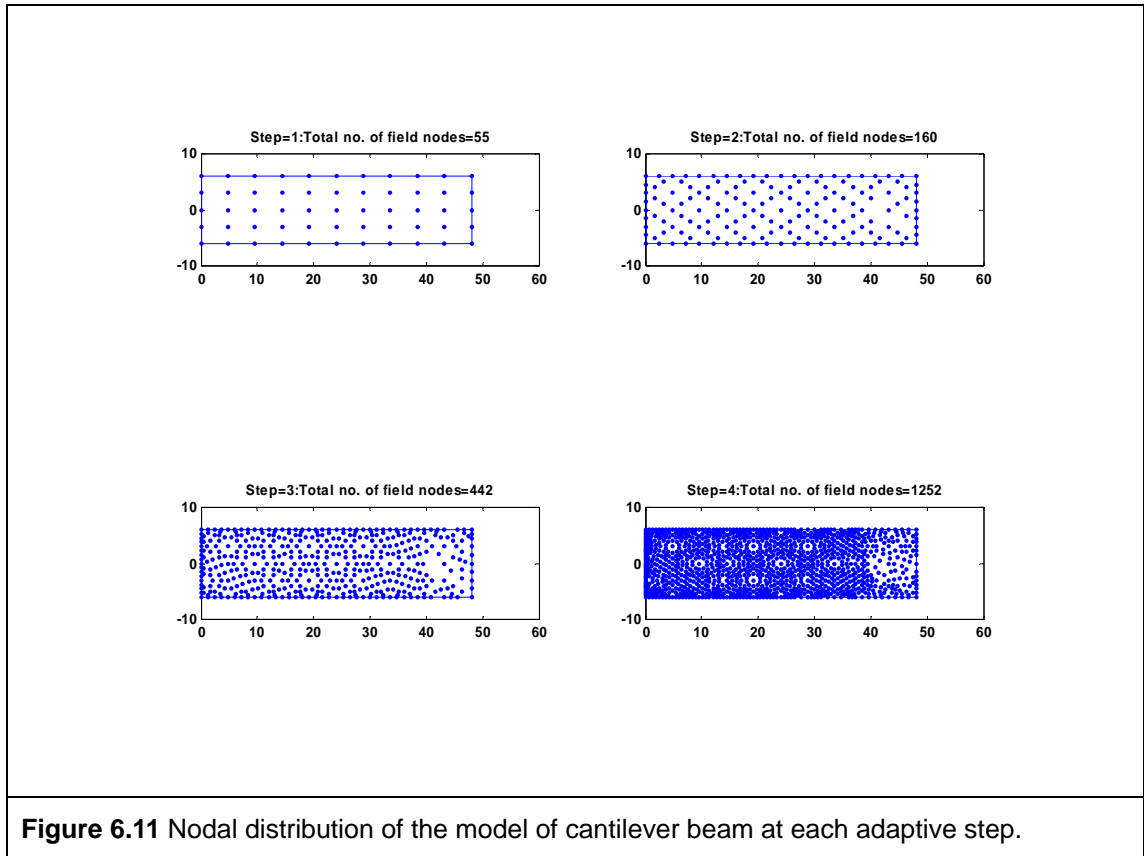 Step=1:Total no. of field nodes=55
10
0
-10
0 10 20 30 40 50 60
Step=2:Total no. of field nodes=160
10
0
-10
0 10 20 30 40 50 60
Step=3:Total no. of field nodes=442
10
0
-10
0 10 20 30 40 50 60
Step=4:Total no. of field nodes=1252
10
0
-10
0 10 20 30 40 50 60
Figure 6.11 Nodal distribution of the model of cantilever beam at each adaptive step.